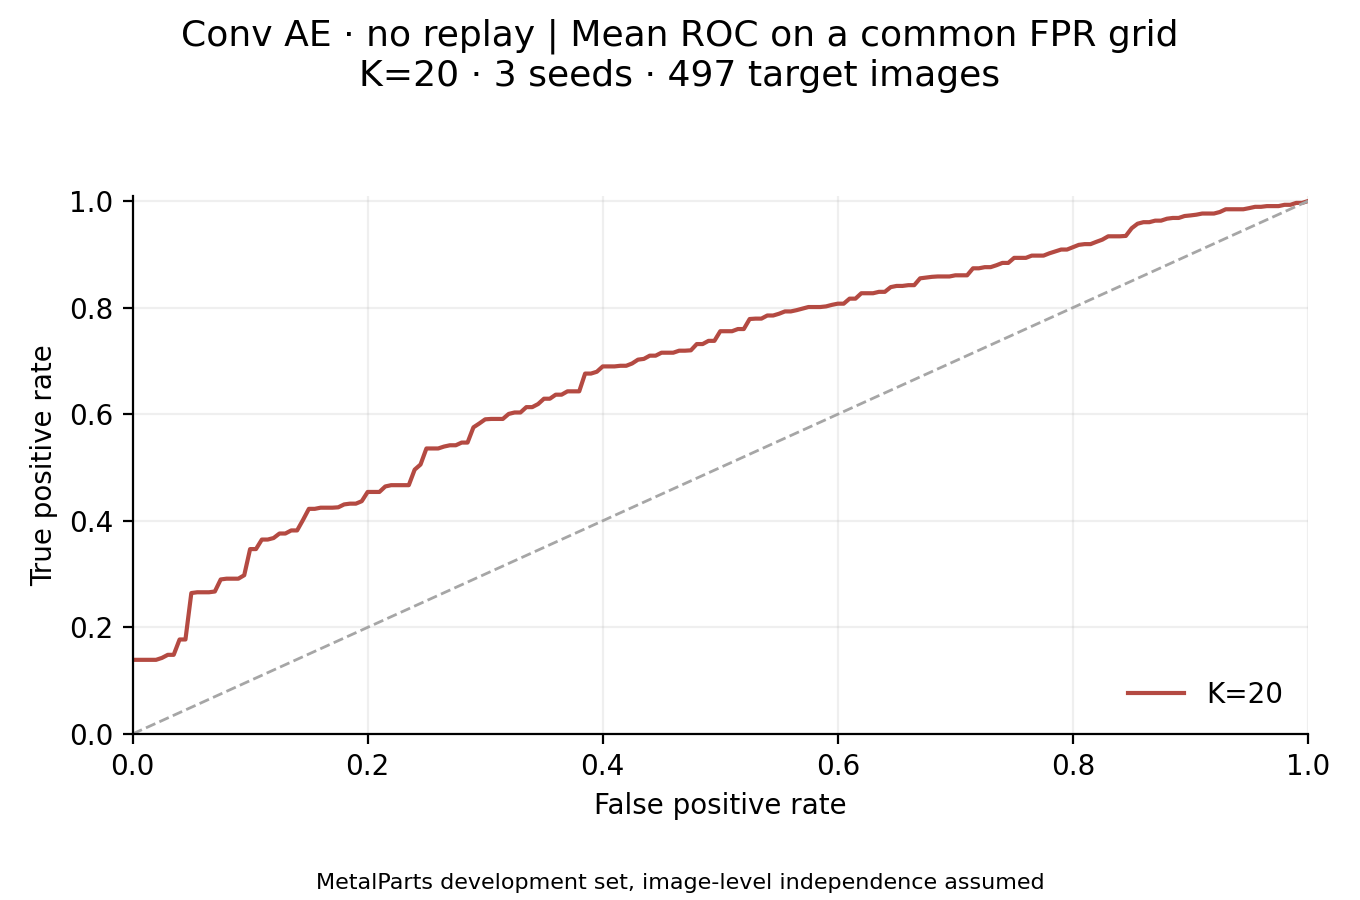 Conv AE · no replay | Mean ROC on a common FPR grid
K=20 · 3 seeds · 497 target images
1.0
0.8
0.6
0.4
0.2
0.0
True positive rate
K=20
0.0 0.2 0.4 0.6 0.8 1.0
False positive rate
MetalParts development set, image-level independence assumed